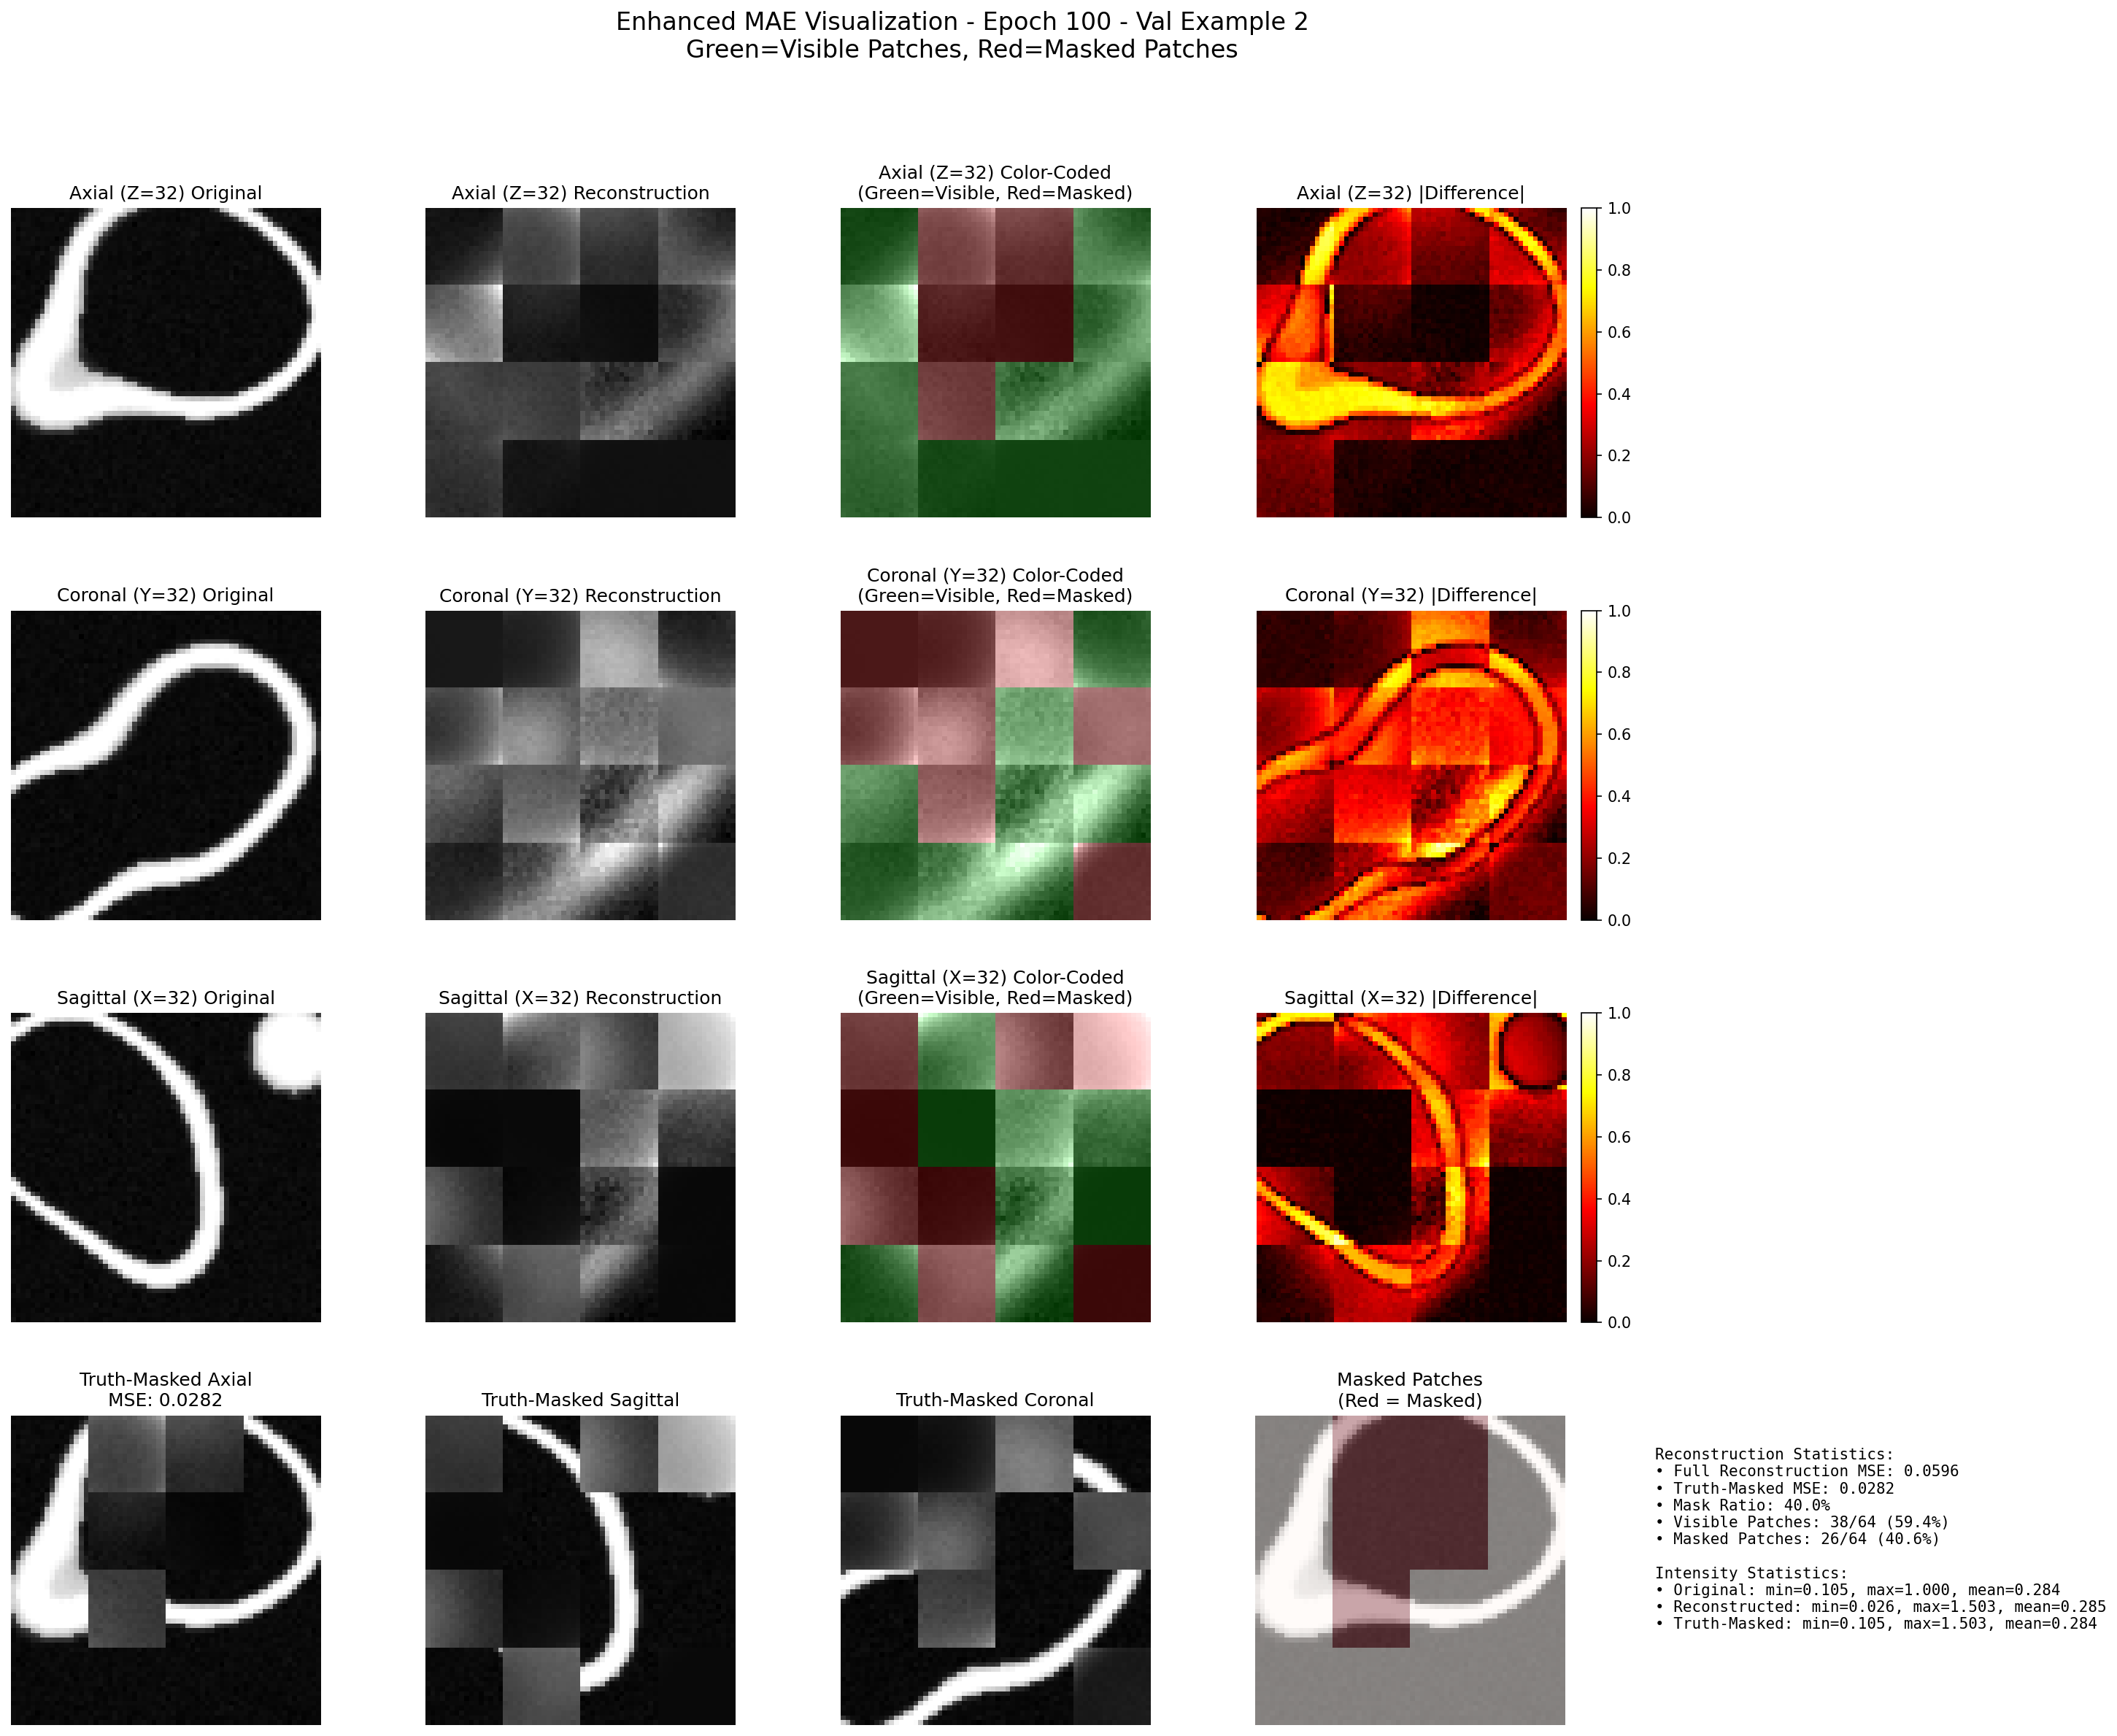 Enhanced MAE Visualization - Epoch 100 - Val Example 2
Green=Visible Patches, Red=Masked Patches
Axial (Z=32) Original
Axial (Z=32) Reconstruction
Axial (Z=32) Color-Coded
(Green=Visible, Red=Masked)
Axial (Z=32) |Difference|
1.0
0.8
0.6
0.4
0.2
0.0
Coronal (Y=32) Original
Coronal (Y=32) Reconstruction
Coronal (Y=32) Color-Coded
(Green=Visible, Red=Masked)
Coronal (Y=32) |Difference|
1.0
0.8
0.6
0.4
0.2
0.0
Sagittal (X=32) Original
Sagittal (X=32) Reconstruction
Sagittal (X=32) Color-Coded
(Green=Visible, Red=Masked)
Sagittal (X=32) |Difference|
1.0
0.8
0.6
0.4
0.2
0.0
Truth-Masked Axial
MSE: 0.0282
Truth-Masked Sagittal
Truth-Masked Coronal
Masked Patches
(Red = Masked)
Reconstruction Statistics:
• Full Reconstruction MSE: 0.0596
• Truth-Masked MSE: 0.0282
• Mask Ratio: 40.0%
• Visible Patches: 38/64 (59.4%)
• Masked Patches: 26/64 (40.6%)
Intensity Statistics:
• Original: min=0.105, max=1.000, mean=0.284
• Reconstructed: min=0.026, max=1.503, mean=0.285
• Truth-Masked: min=0.105, max=1.503, mean=0.284